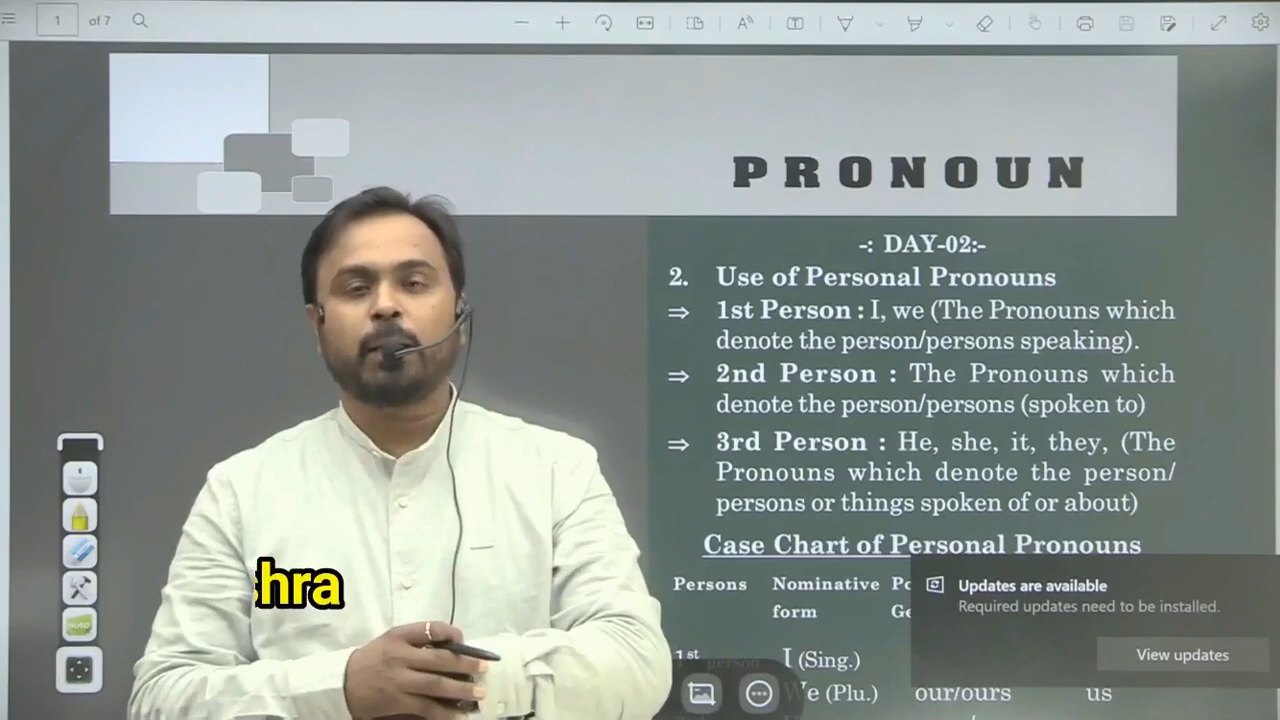 1 of 7
PRONOUN
-: DAY-02:-
2. Use of Personal Pronouns
⇒ 1st Person : I, we (The Pronouns which
denote the person/persons speaking).
⇒ 2nd Person : The Pronouns which
denote the person/persons (spoken to)
⇒ 3rd Person : He, she, it, they, (The
Pronouns which denote the person/
persons or things spoken of or about)
Case Chart of Personal Pronouns
Persons Nominative
form
1st person I (Sing.)
We (Plu.) our/ours us
hra
Updates are available
Required updates need to be installed.
View updates